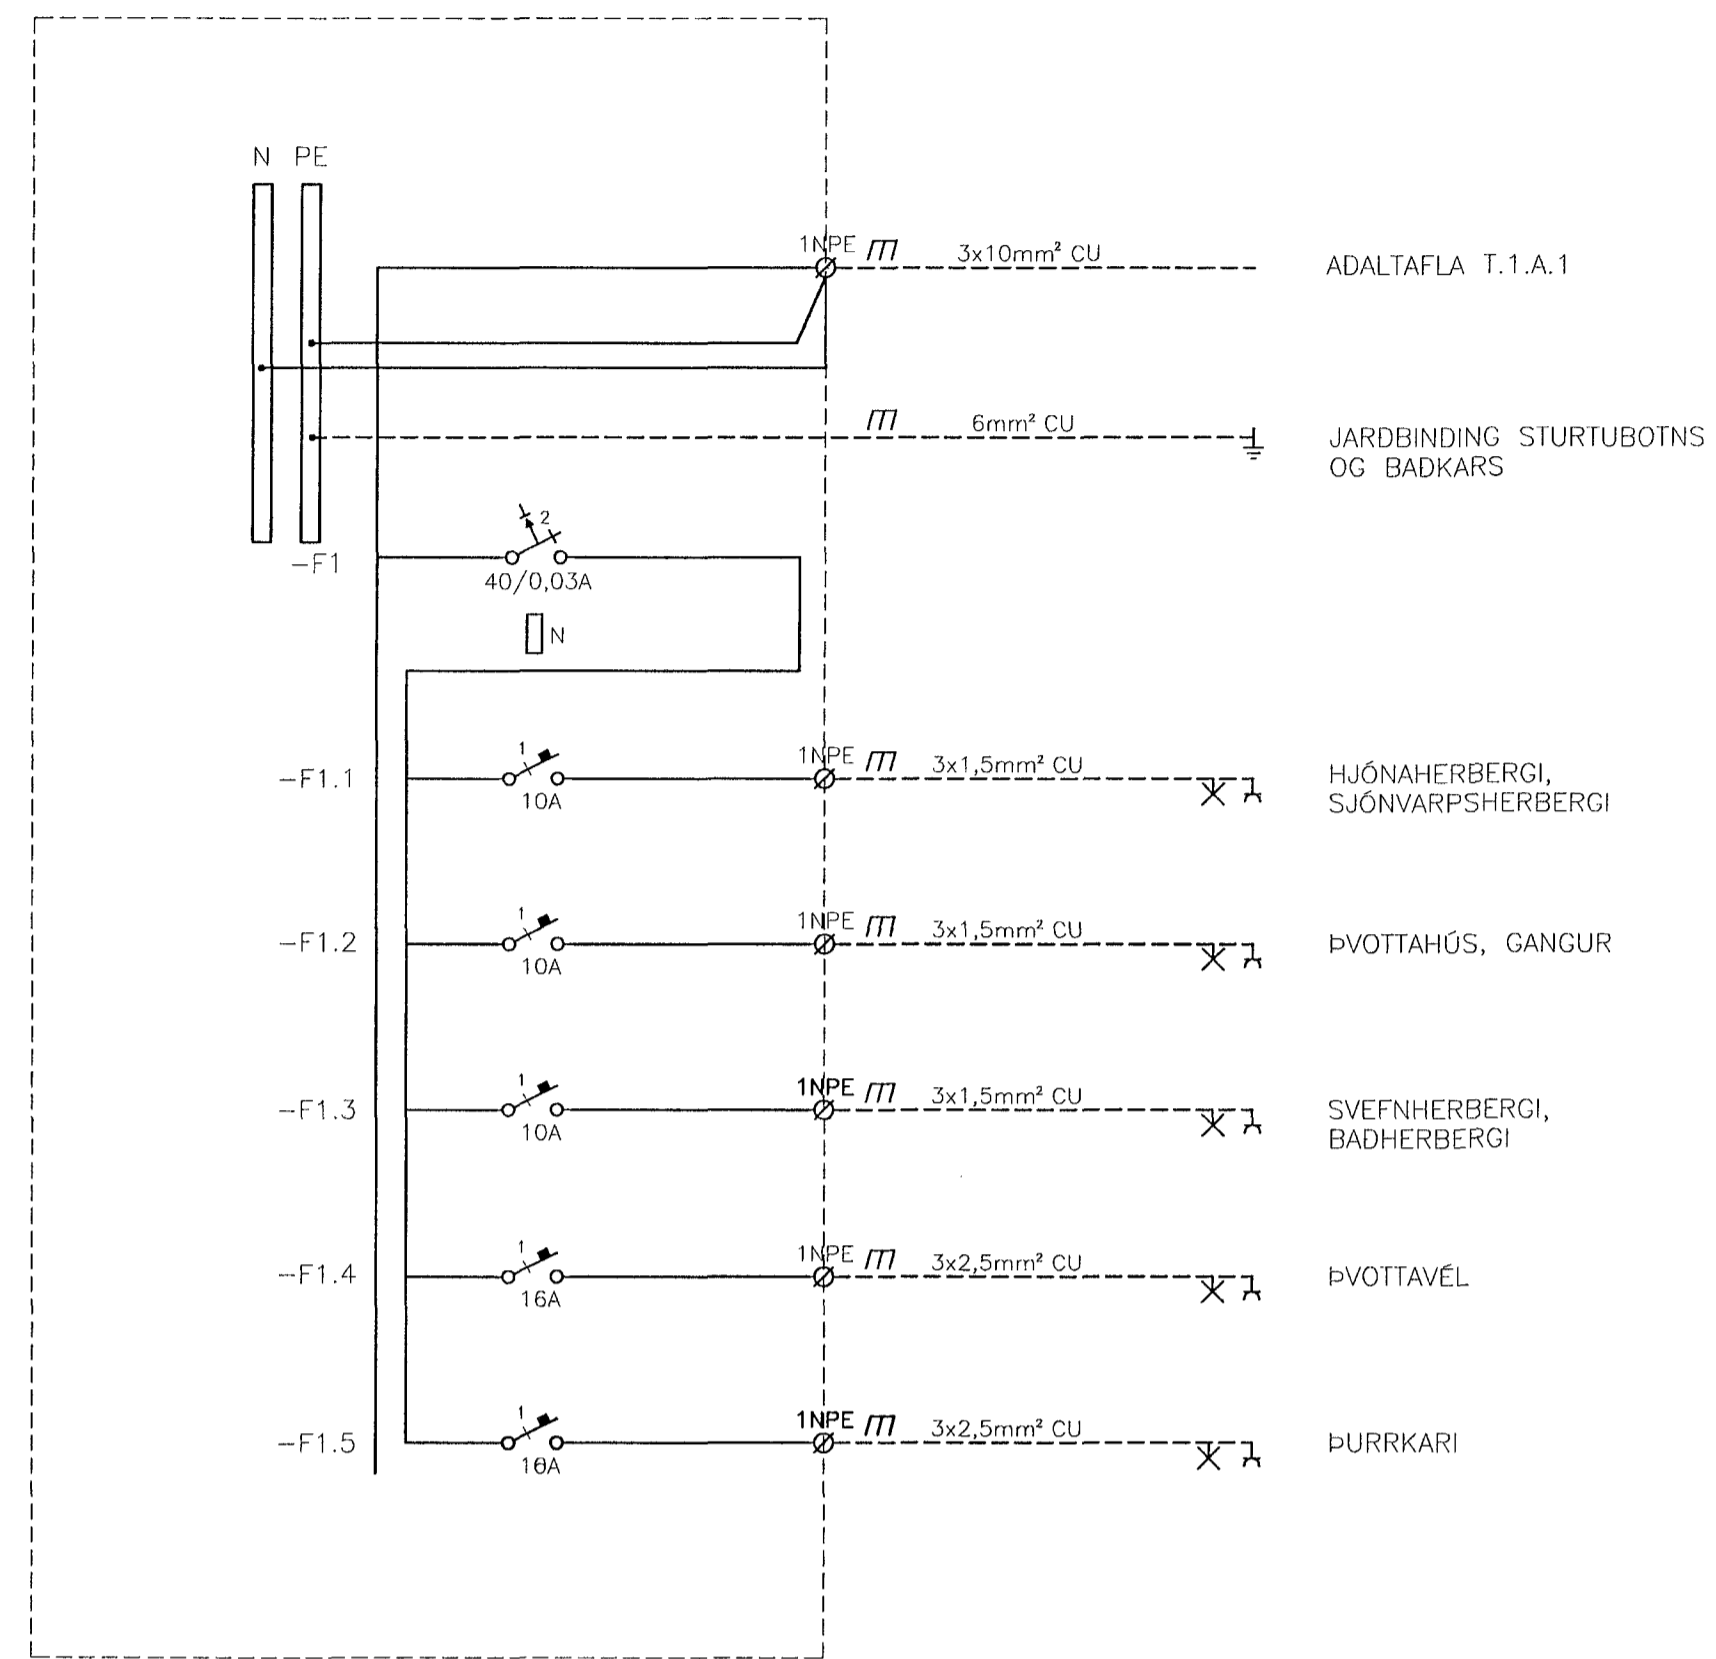 N PE
1NPE 3x10mm² CU ADALTAFLA T.1.A.1
6mm² CU JARÐBINDING STURTUBOTNS
OG BAÐKARS
2
-F1
40/0,03A
N
1
-F1.1 10A 1NPE 3x1,5mm² CU HJÓNAHERBERGI,
SJÓNVARPSHERBERGI
1
-F1.2 10A 1NPE 3x1,5mm² CU ÞVOTTAHÚS, GANGUR
1
-F1.3 10A 1NPE 3x1,5mm² CU SVEFNHERBERGI,
BAÐHERBERGI
1
-F1.4 16A 1NPE 3x2,5mm² CU ÞVOTTAVÉL
1
-F1.5 16A 1NPE 3x2,5mm² CU ÞURRKARI